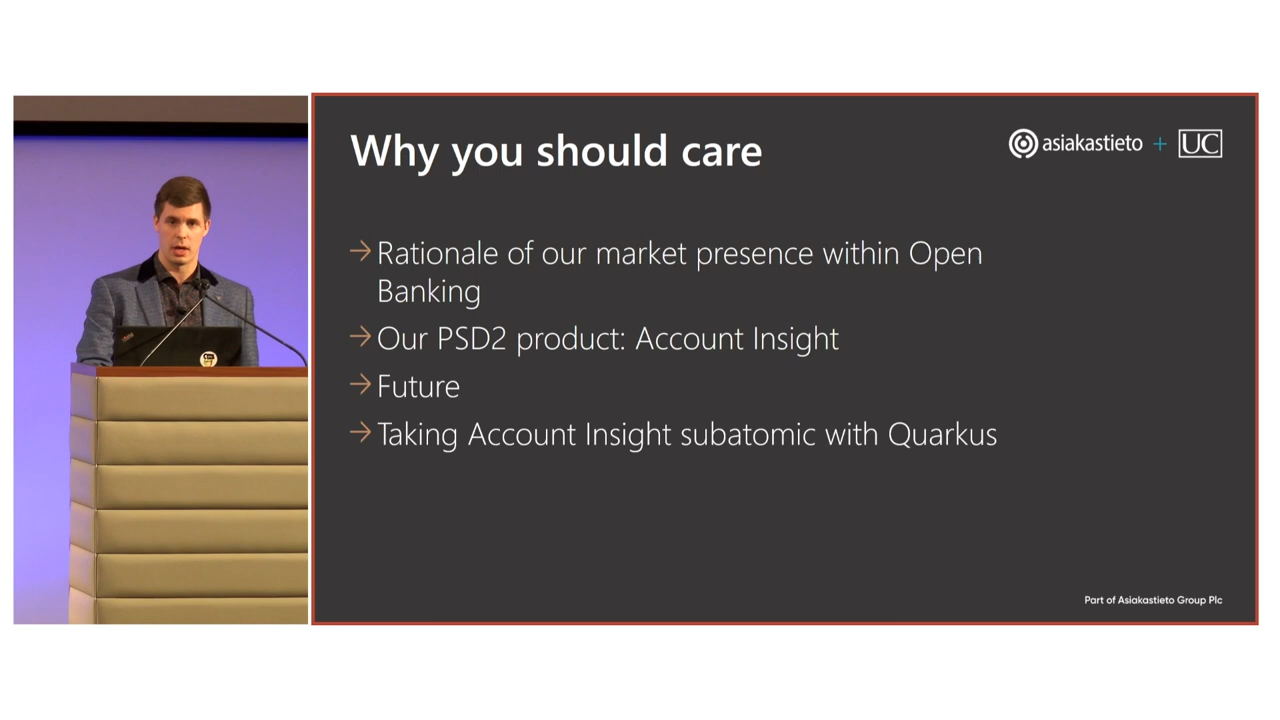 Why you should care
asiakastieto + UC
→ Rationale of our market presence within Open
Banking
→ Our PSD2 product: Account Insight
→ Future
→ Taking Account Insight subatomic with Quarkus
Part of Asiakastieto Group Plc